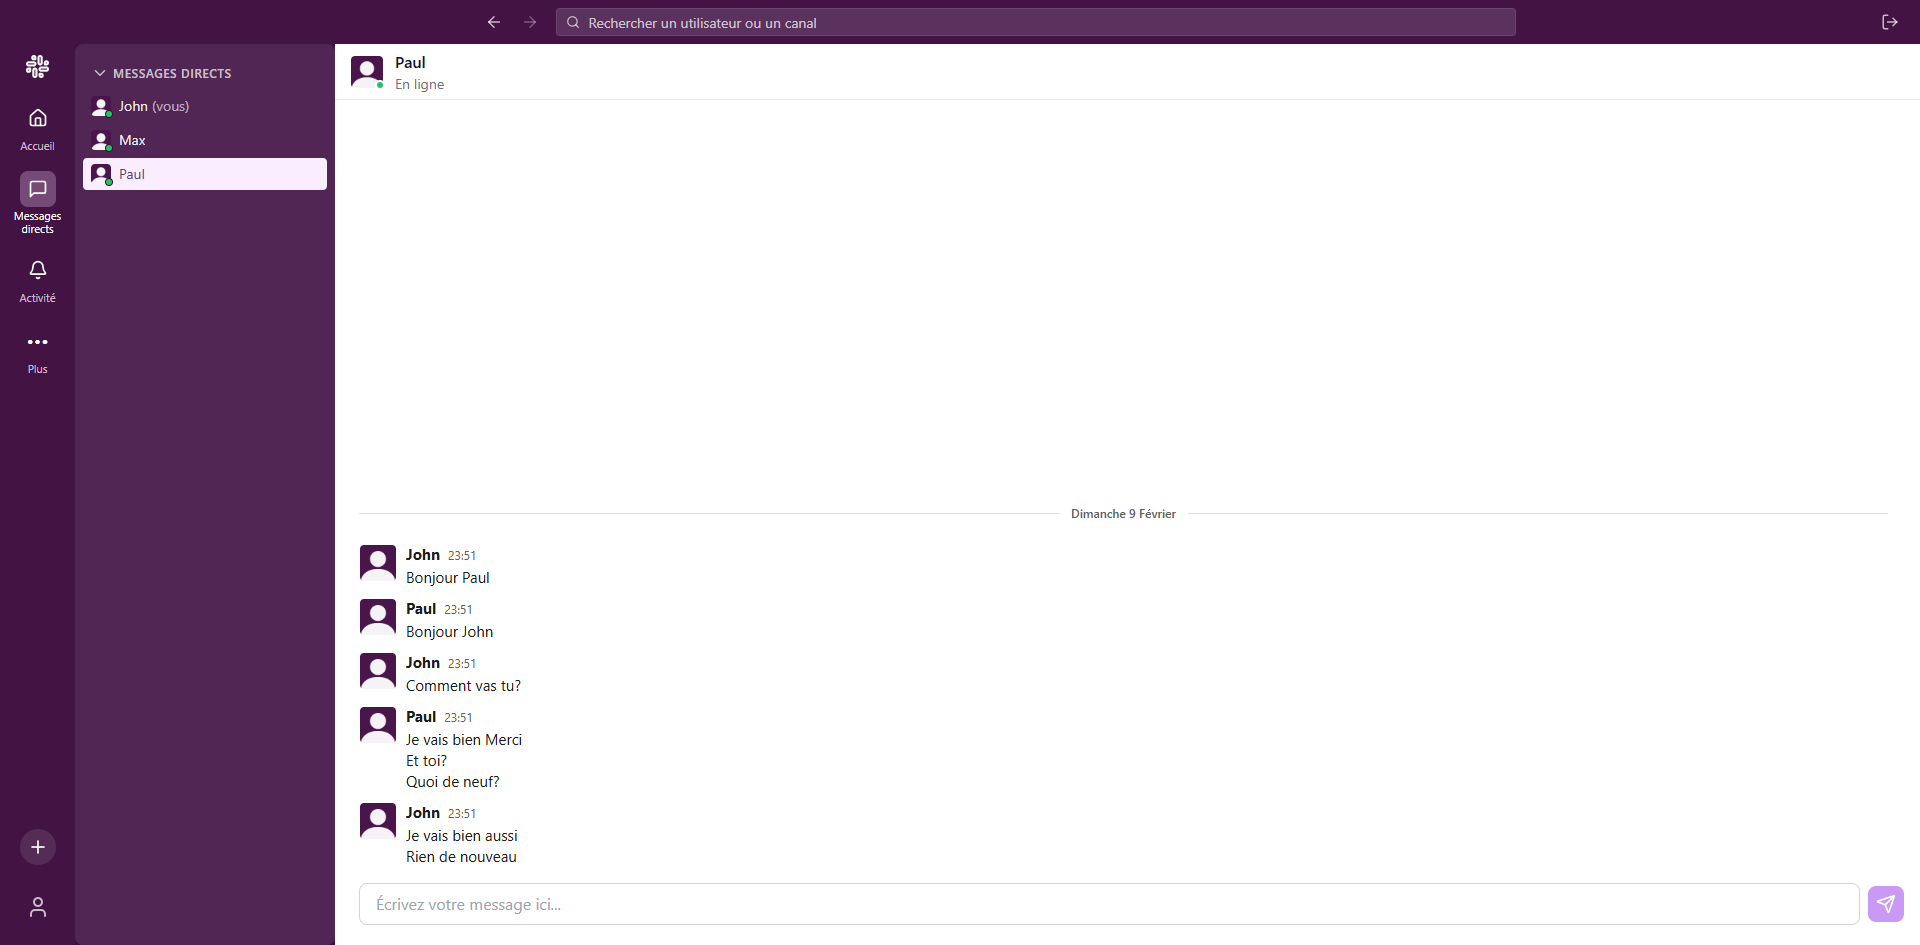 Rechercher un utilisateur ou un canal
Accueil
Messages
directs
Activité
Plus
MESSAGES DIRECTS
John (vous)
Max
Paul
Paul
En ligne
Dimanche 9 Février
John 23:51
Bonjour Paul
Paul 23:51
Bonjour John
John 23:51
Comment vas tu?
Paul 23:51
Je vais bien Merci
Et toi?
Quoi de neuf?
John 23:51
Je vais bien aussi
Rien de nouveau
Écrivez votre message ici...